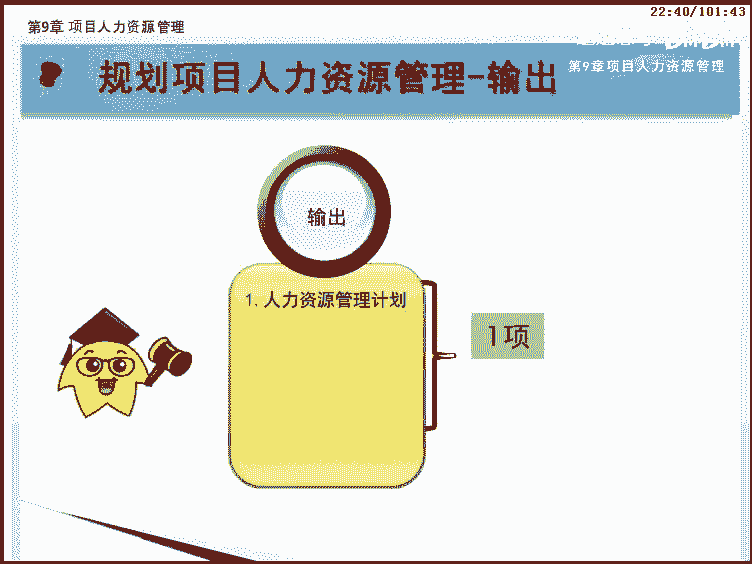 22:40/101:43
第9章 项目人力资源管理
规划项目人力资源管理-输出
第9章项目人力资源管理
输出
1.人力资源管理计划
1项